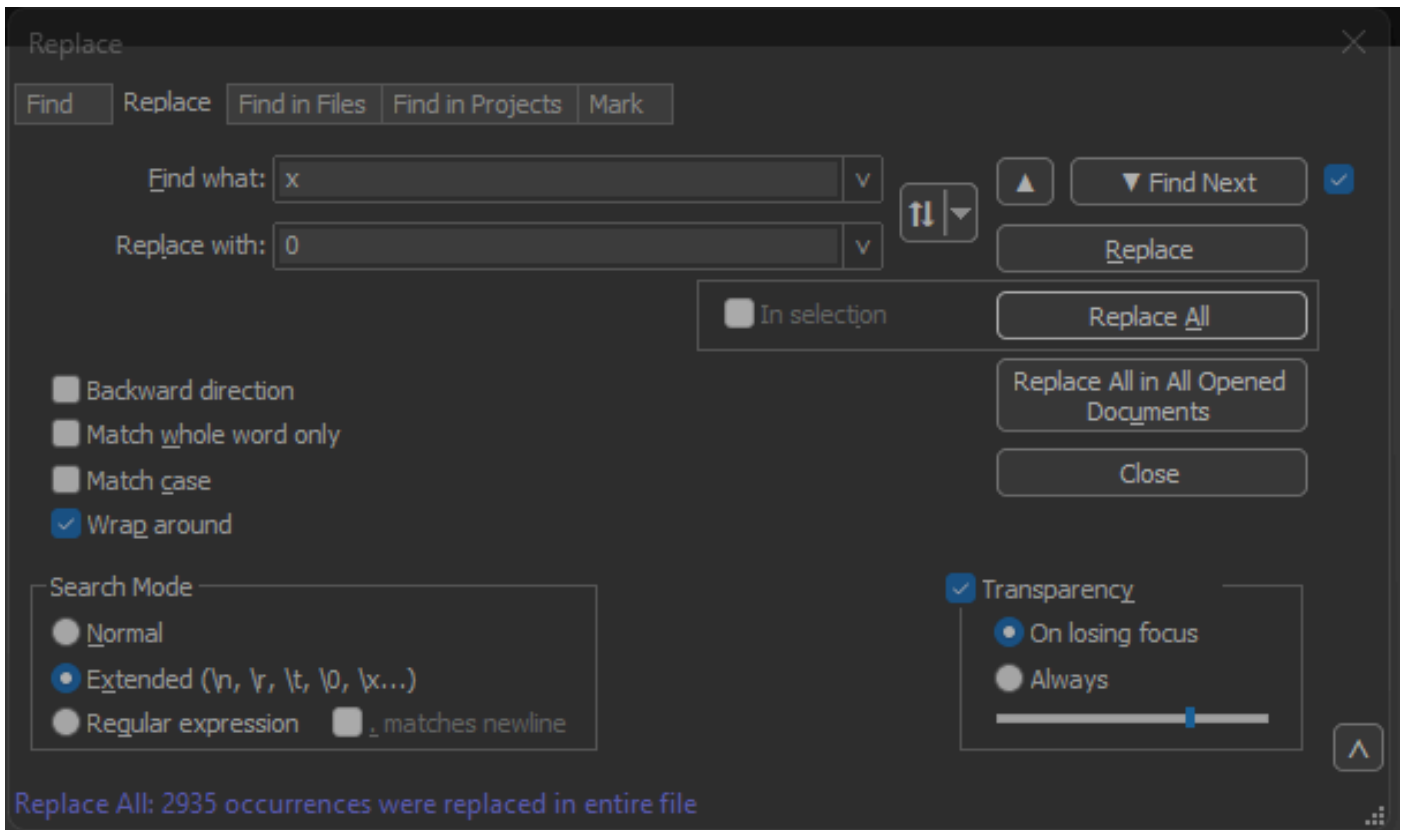 Replace
Find Replace Find in Files Find in Projects Mark
Find what: x ▼ Find Next
Replace with: 0 Replace
In selection Replace All
Backward direction Replace All in All Opened
Documents
Match whole word only
Match case Close
Wrap around
Search Mode Transparency
Normal On losing focus
Extended (\n, \r, \t, \0, \x...) Always
Regular expression . matches newline
Replace All: 2935 occurrences were replaced in entire file